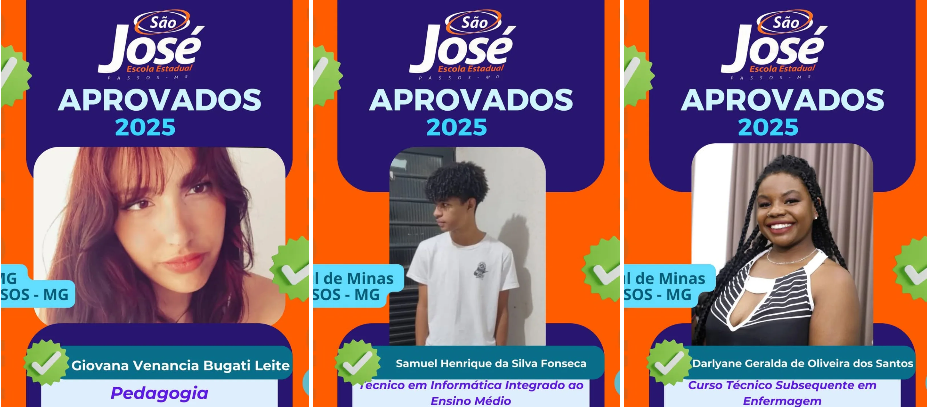 São
José
Escola Estadual
PASSOS-MG
APROVADOS
2025
MG
SOS - MG
Giovana Venancia Bugati Leite
Pedagogia
São
José
Escola Estadual
PASSOS-MG
APROVADOS
2025
l de Minas
SOS - MG
Samuel Henrique da Silva Fonseca
Técnico em Informática Integrado ao
Ensino Médio
São
José
Escola Estadual
PASSOS-MG
APROVADOS
2025
ul de Minas
SOS - MG
Darlyane Geralda de Oliveira dos Santos
Curso Técnico Subsequente em
Enfermagem